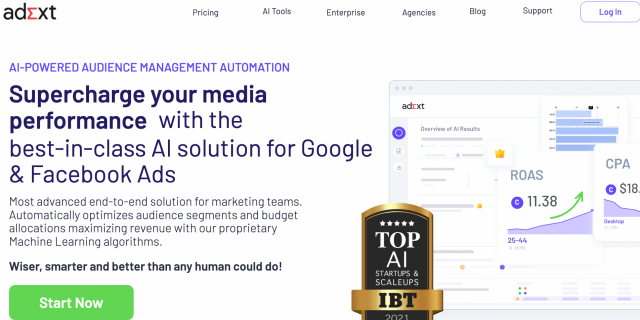 adΣxt
Pricing
AI Tools
Enterprise
Agencies
Blog
Support
Log In
AI-POWERED AUDIENCE MANAGEMENT AUTOMATION
Supercharge your media
performance with the
best-in-class AI solution for Google
& Facebook Ads
Most advanced end-to-end solution for marketing teams.
Automatically optimizes audience segments and budget
allocations maximizing revenue with our proprietary
Machine Learning algorithms.
Wiser, smarter and better than any human could do!
Start Now
adΣxt
Overview of AI Results
ROAS
C 11.38
25-44
CPA
C $18.
Desktop
TOP
AI
STARTUPS &
SCALEUPS
IBT
2021